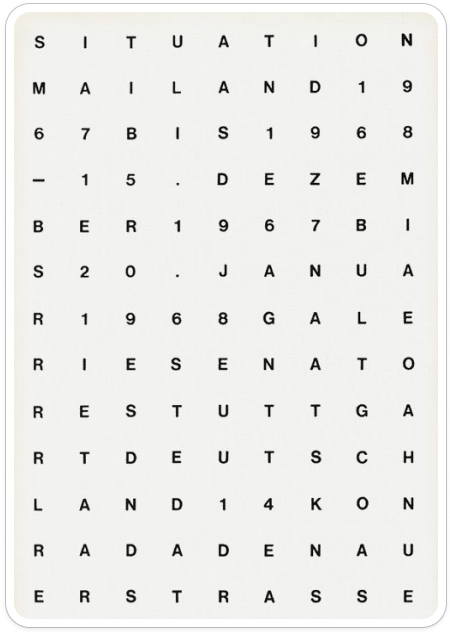 S I T U A T I O N
M A I L A N D 1 9
6 7 B I S 1 9 6 8
– 1 5 . D E Z E M
B E R 1 9 6 7 B I
S 2 0 . J A N U A
R 1 9 6 8 G A L E
R I E S E N A T O
R E S T U T T G A
R T D E U T S C H
L A N D 1 4 K O N
R A D A D E N A U
E R S T R A S S E